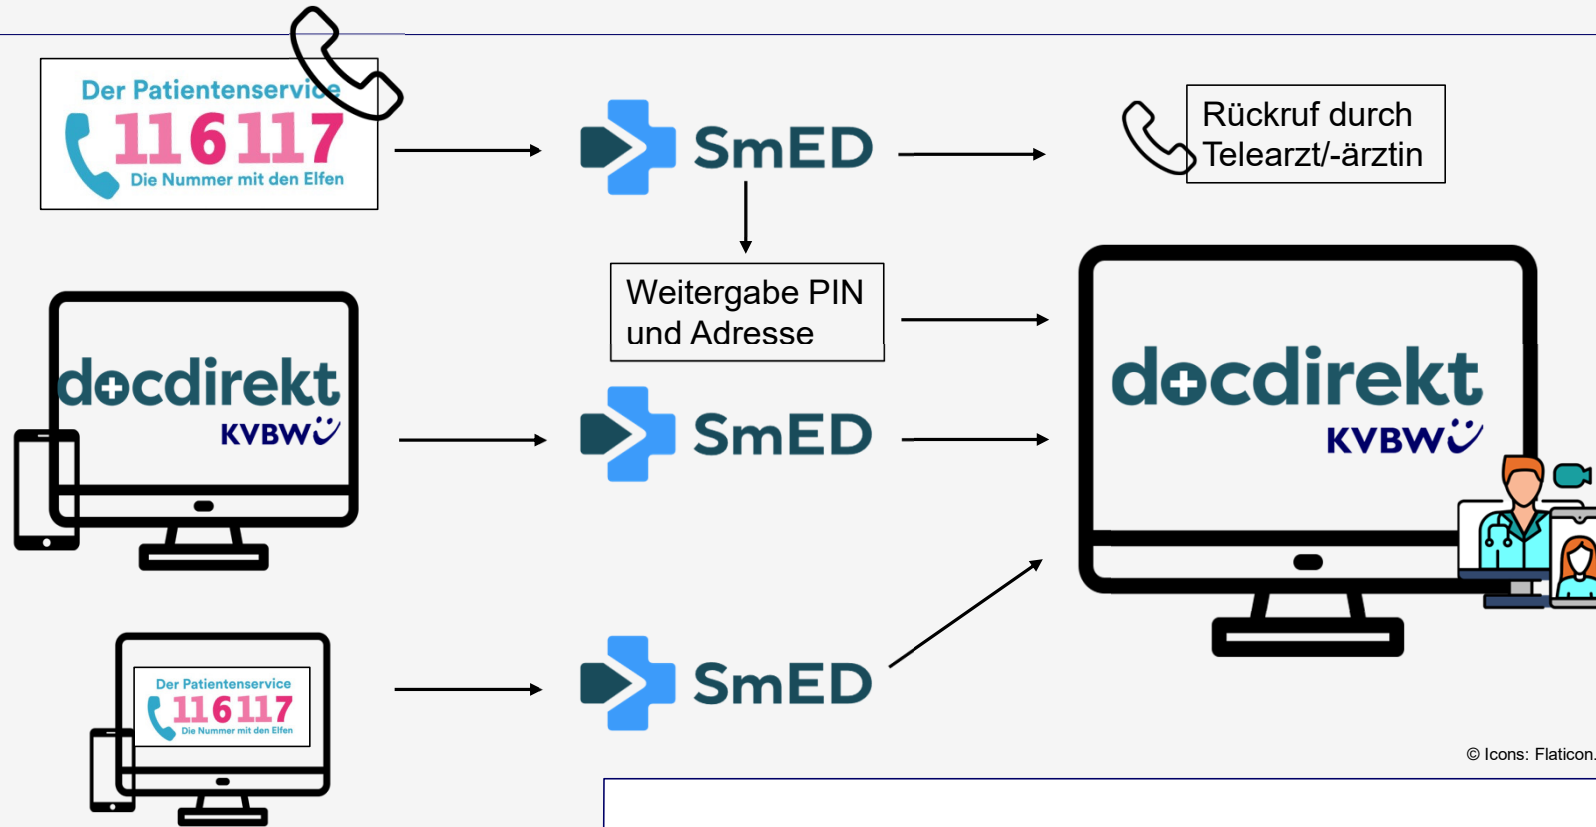 Der Patientenservice
116117
Die Nummer mit den Elfen
SmED
Rückruf durch
Telearzt/-ärztin
Weitergabe PIN
und Adresse
docdirekt
KVBW
SmED
docdirekt
KVBW
Der Patientenservice
116117
Die Nummer mit den Elfen
SmED
© Icons: Flaticon.